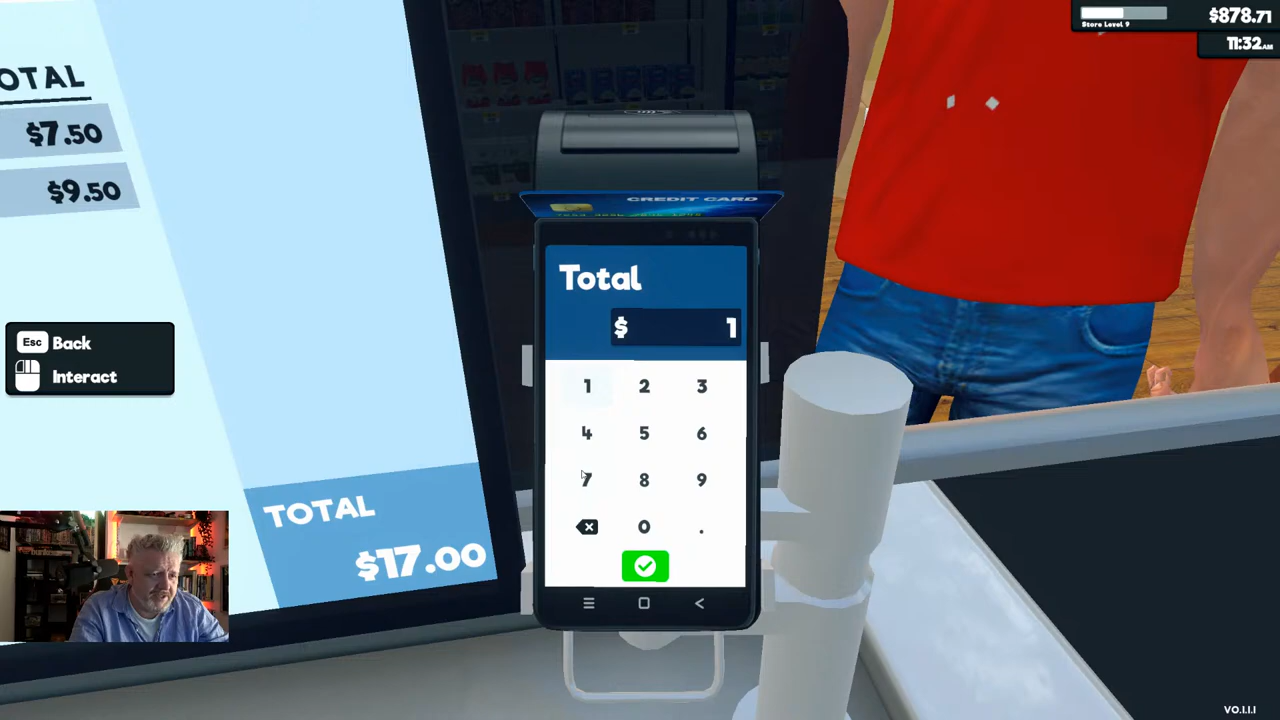 OTAL
$7.50
$9.50
Esc Back
Interact
TOTAL
$17.00
CREDIT CARD
Total
$ 1
1 2 3
4 5 6
7 8 9
0 .
Store Level 9
$878.71
11:32AM
V0.1.1.1